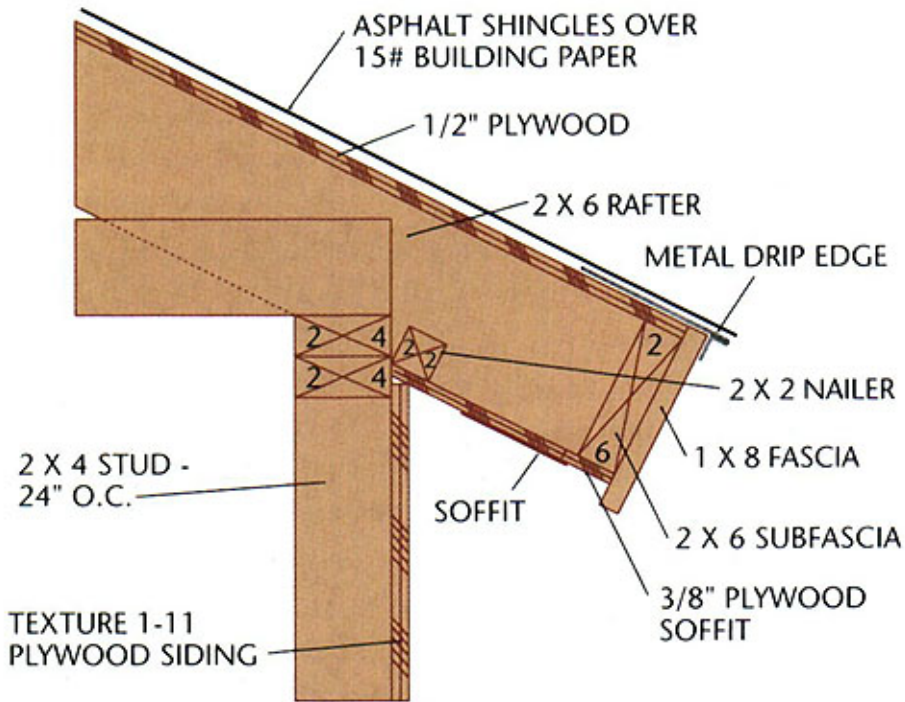 ASPHALT SHINGLES OVER
15# BUILDING PAPER
1/2" PLYWOOD
2 X 6 RAFTER
METAL DRIP EDGE
2 4
2 4
2 2
2
6
2 X 2 NAILER
1 X 8 FASCIA
2 X 4 STUD -
24" O.C.
SOFFIT
2 X 6 SUBFASCIA
3/8" PLYWOOD
SOFFIT
TEXTURE 1-11
PLYWOOD SIDING